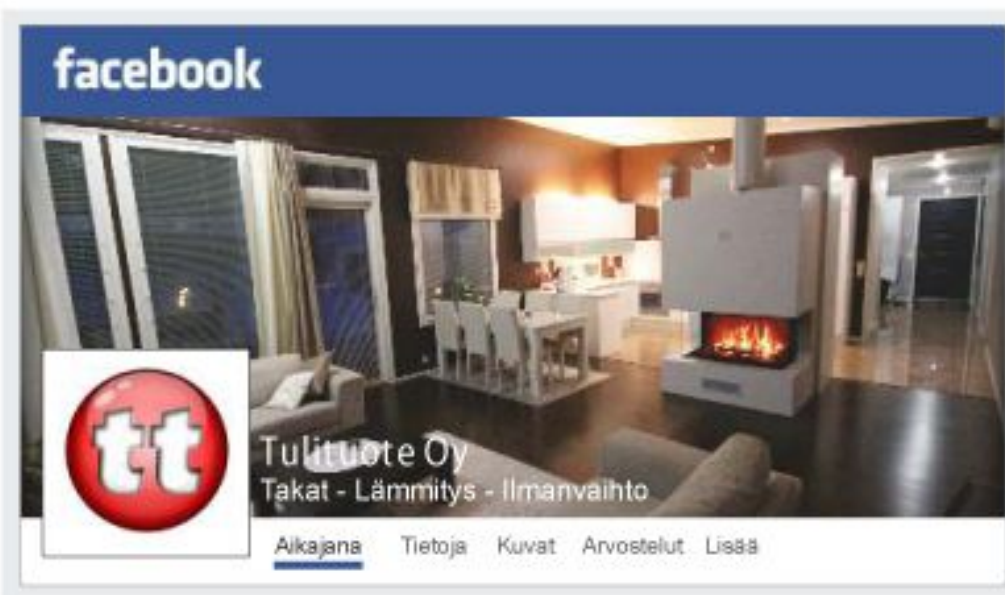 facebook
tt
Tulituote Oy
Takat - Lämmitys - Ilmanvaihto
Aikajana Tietoja Kuvat Arvostelut Lisää